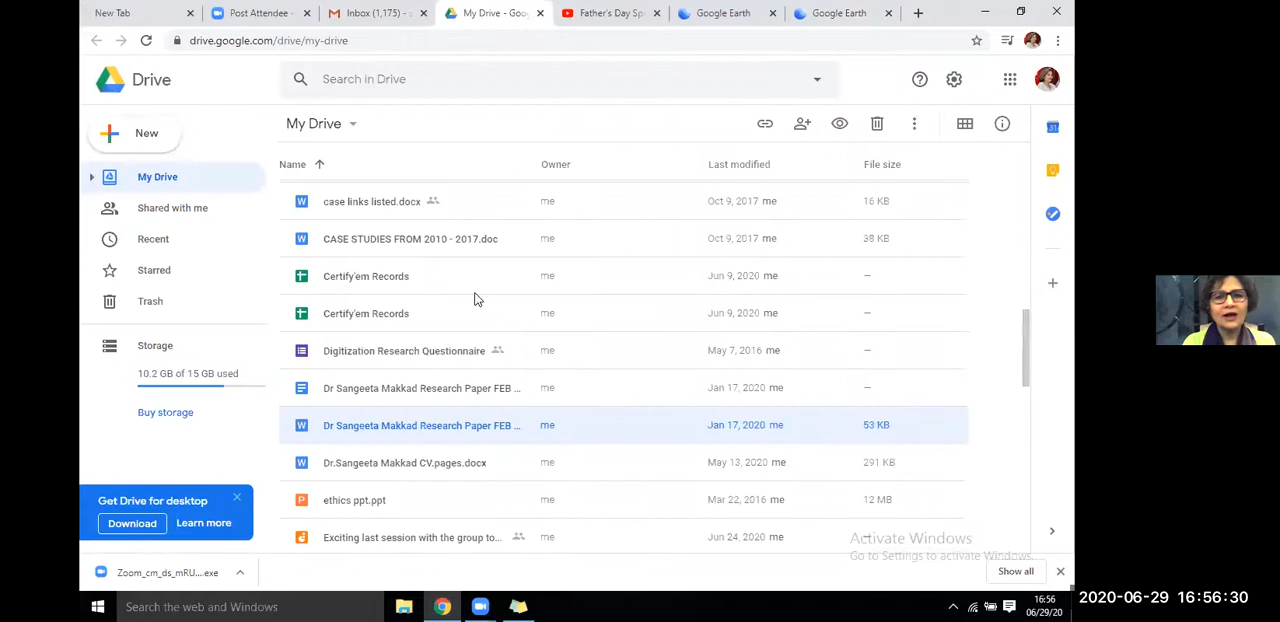 New Tab
Post Attendee -
Inbox (1,175) -
My Drive - Goo
Father's Day Sp
Google Earth
Google Earth
drive.google.com/drive/my-drive
Drive
Search in Drive
New
My Drive
Name
Owner
Last modified
File size
My Drive
Shared with me
Recent
Starred
Trash
Storage
10.2 GB of 15 GB used
Buy storage
case links listed.docx me Oct 9, 2017 me 16 KB
CASE STUDIES FROM 2010 - 2017.doc me Oct 9, 2017 me 38 KB
Certify'em Records me Jun 9, 2020 me –
Certify'em Records me Jun 9, 2020 me –
Digitization Research Questionnaire me May 7, 2016 me –
Dr Sangeeta Makkad Research Paper FEB ... me Jan 17, 2020 me –
Dr Sangeeta Makkad Research Paper FEB ... me Jan 17, 2020 me 53 KB
Dr.Sangeeta Makkad CV.pages.docx me May 13, 2020 me 291 KB
ethics ppt.ppt me Mar 22, 2016 me 12 MB
Exciting last session with the group to... me Jun 24, 2020 me –
Get Drive for desktop
Download Learn more
Activate Windows
Go to Settings to activate Windows.
Zoom_cm_ds_mRU....exe
Show all
Search the web and Windows
16:56
06/29/20
2020-06-29 16:56:30